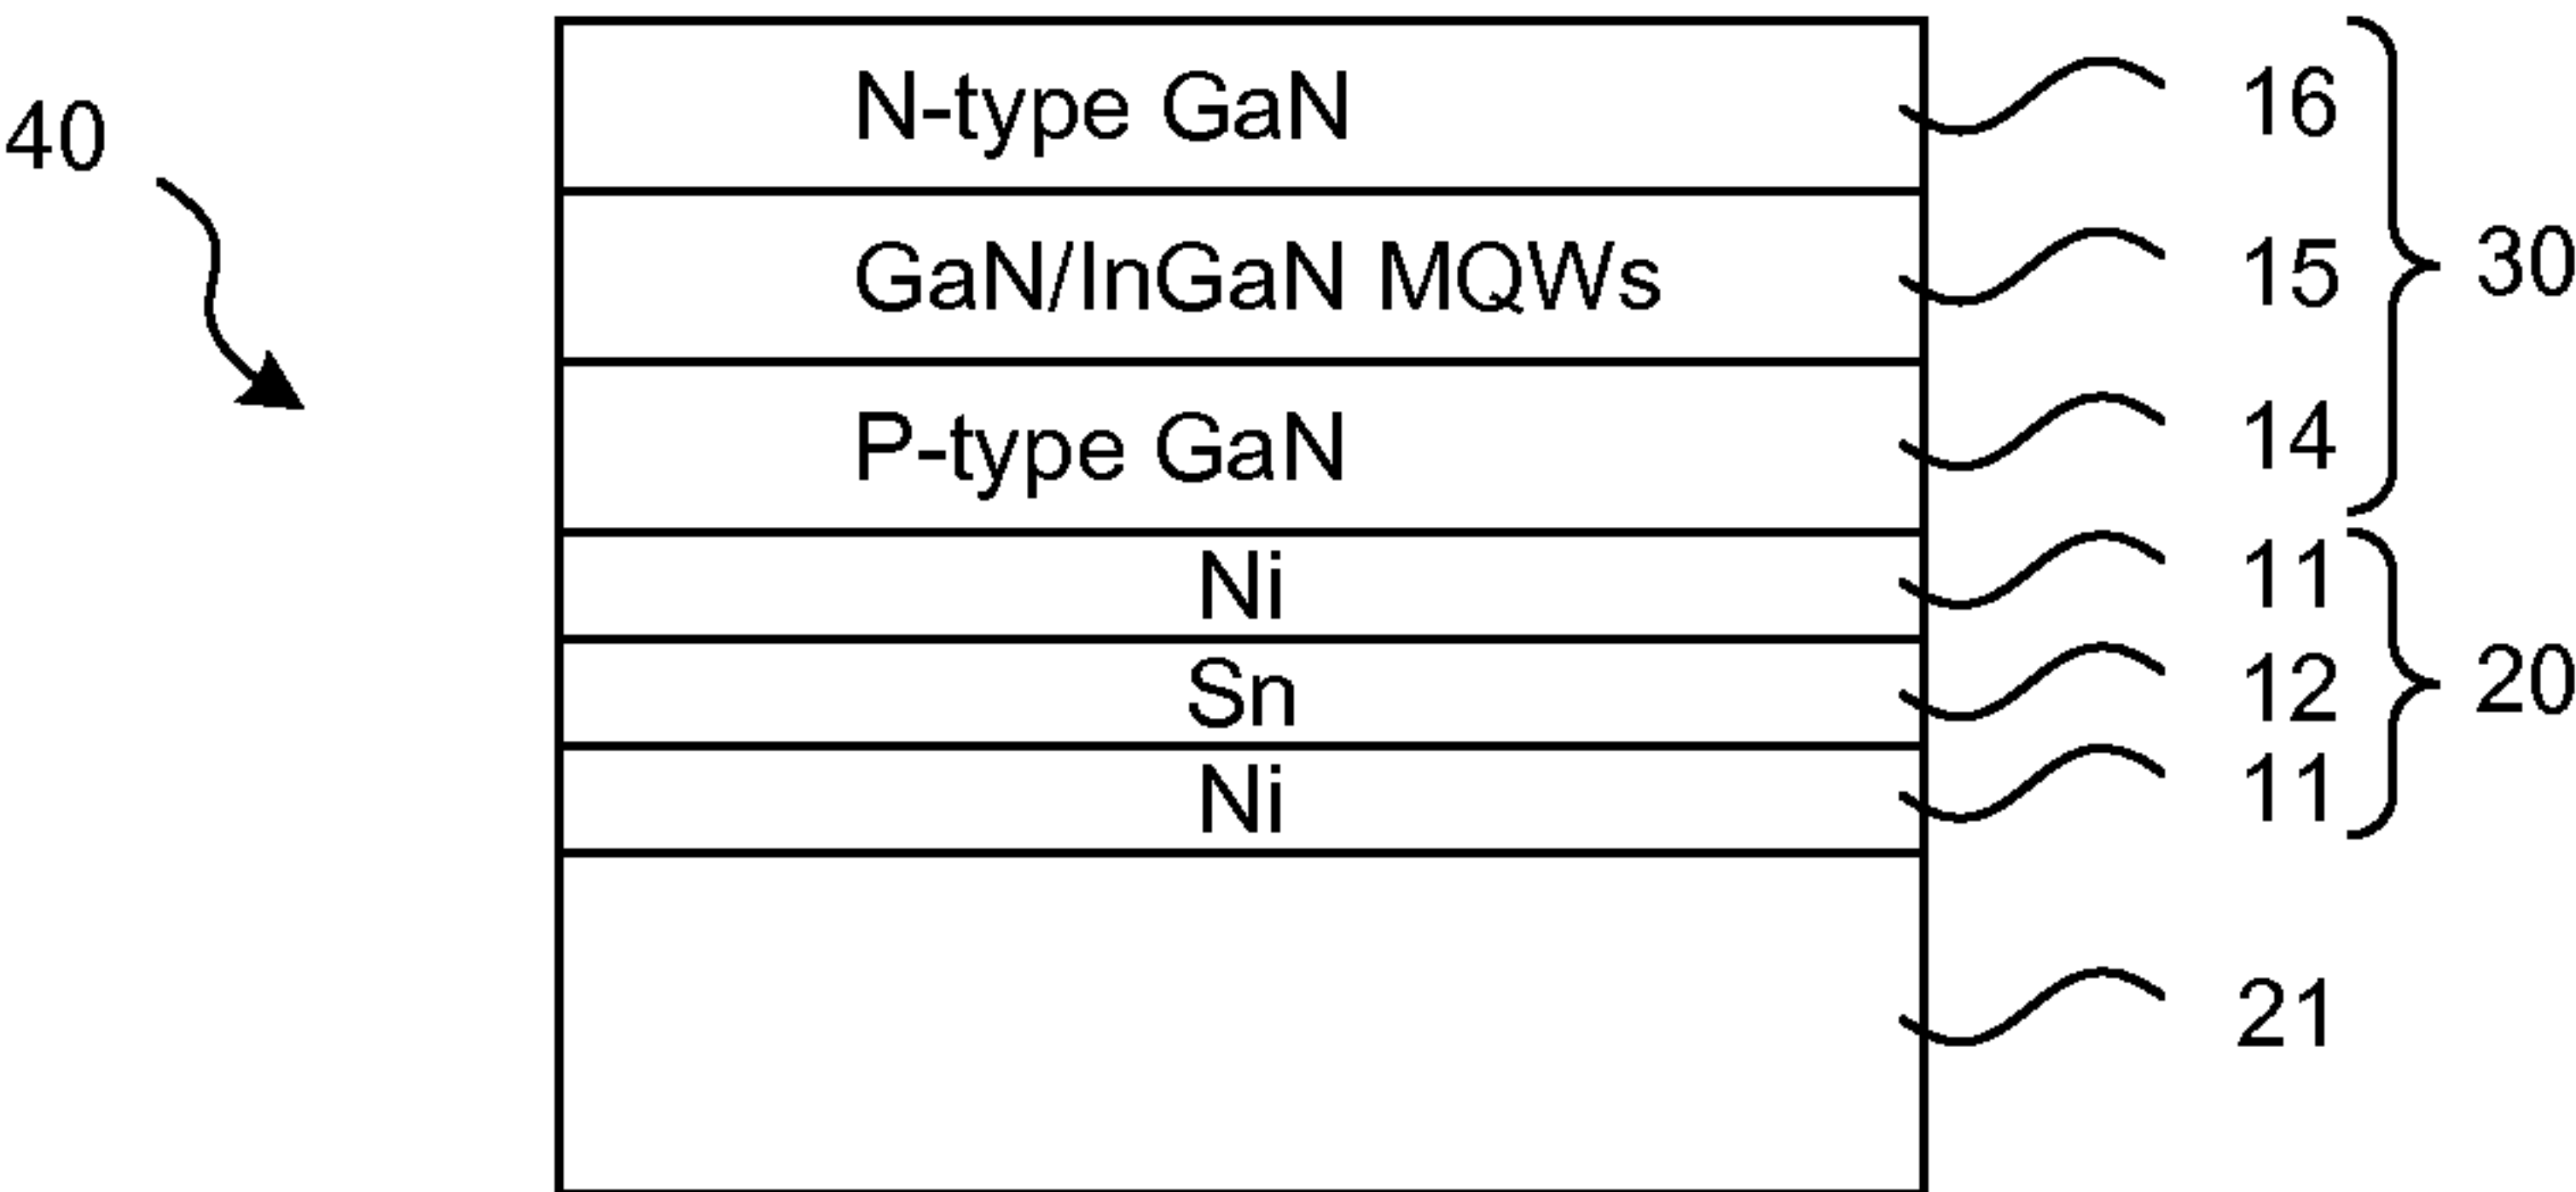 40
N-type GaN 16
GaN/InGaN MQWs 15 30
P-type GaN 14
Ni 11
Sn 12 20
Ni 11
21